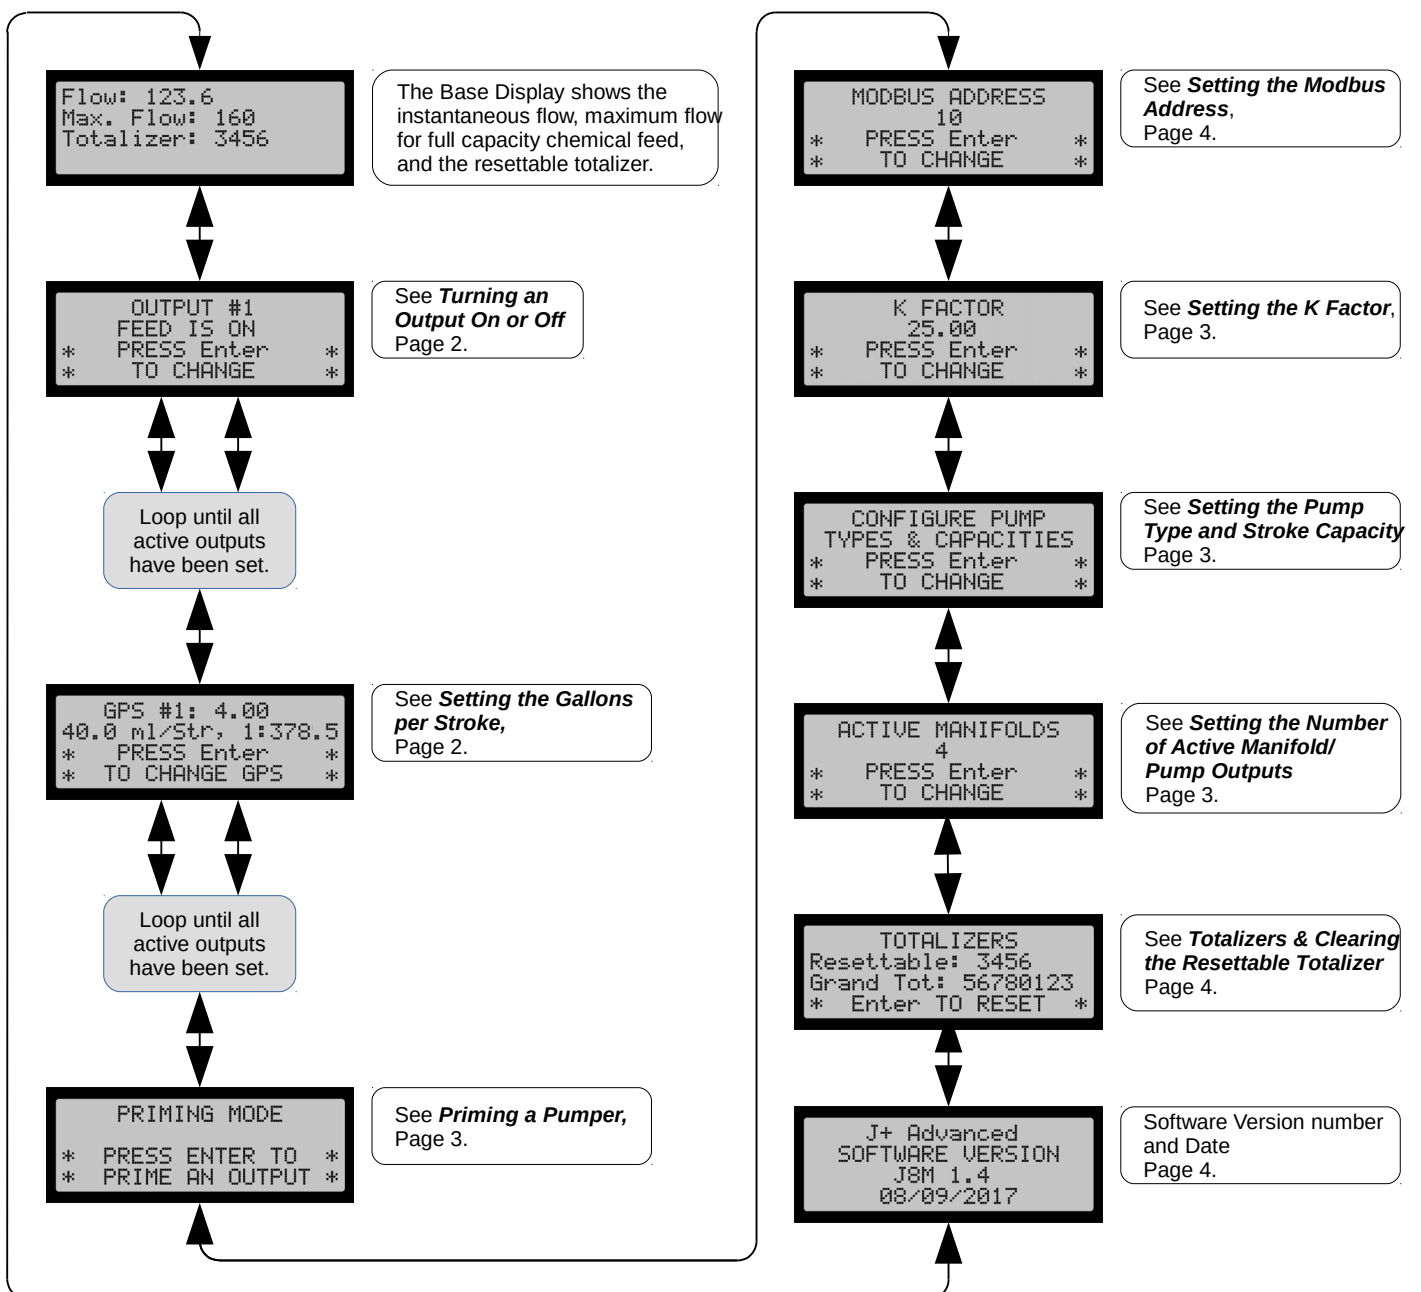 Flow: 123.6
Max. Flow: 160
Totalizer: 3456
The Base Display shows the
instantaneous flow, maximum flow
for full capacity chemical feed,
and the resettable totalizer.
OUTPUT #1
FEED IS ON
* PRESS Enter *
* TO CHANGE *
See Turning an
Output On or Off
Page 2.
Loop until all
active outputs
have been set.
GPS #1: 4.00
40.0 ml/Str, 1:378.5
* PRESS Enter *
* TO CHANGE GPS *
See Setting the Gallons
per Stroke,
Page 2.
Loop until all
active outputs
have been set.
PRIMING MODE
* PRESS ENTER TO *
* PRIME AN OUTPUT *
See Priming a Pumper,
Page 3.
MODBUS ADDRESS
10
* PRESS Enter *
* TO CHANGE *
See Setting the Modbus
Address,
Page 4.
K FACTOR
25.00
* PRESS Enter *
* TO CHANGE *
See Setting the K Factor,
Page 3.
CONFIGURE PUMP
TYPES & CAPACITIES
* PRESS Enter *
* TO CHANGE *
See Setting the Pump
Type and Stroke Capacity
Page 3.
ACTIVE MANIFOLDS
4
* PRESS Enter *
* TO CHANGE *
See Setting the Number
of Active Manifold/
Pump Outputs
Page 3.
TOTALIZERS
Resettable: 3456
Grand Tot: 56780123
* Enter TO RESET *
See Totalizers & Clearing
the Resettable Totalizer
Page 4.
J+ Advanced
SOFTWARE VERSION
J8M 1.4
08/09/2017
Software Version number
and Date
Page 4.